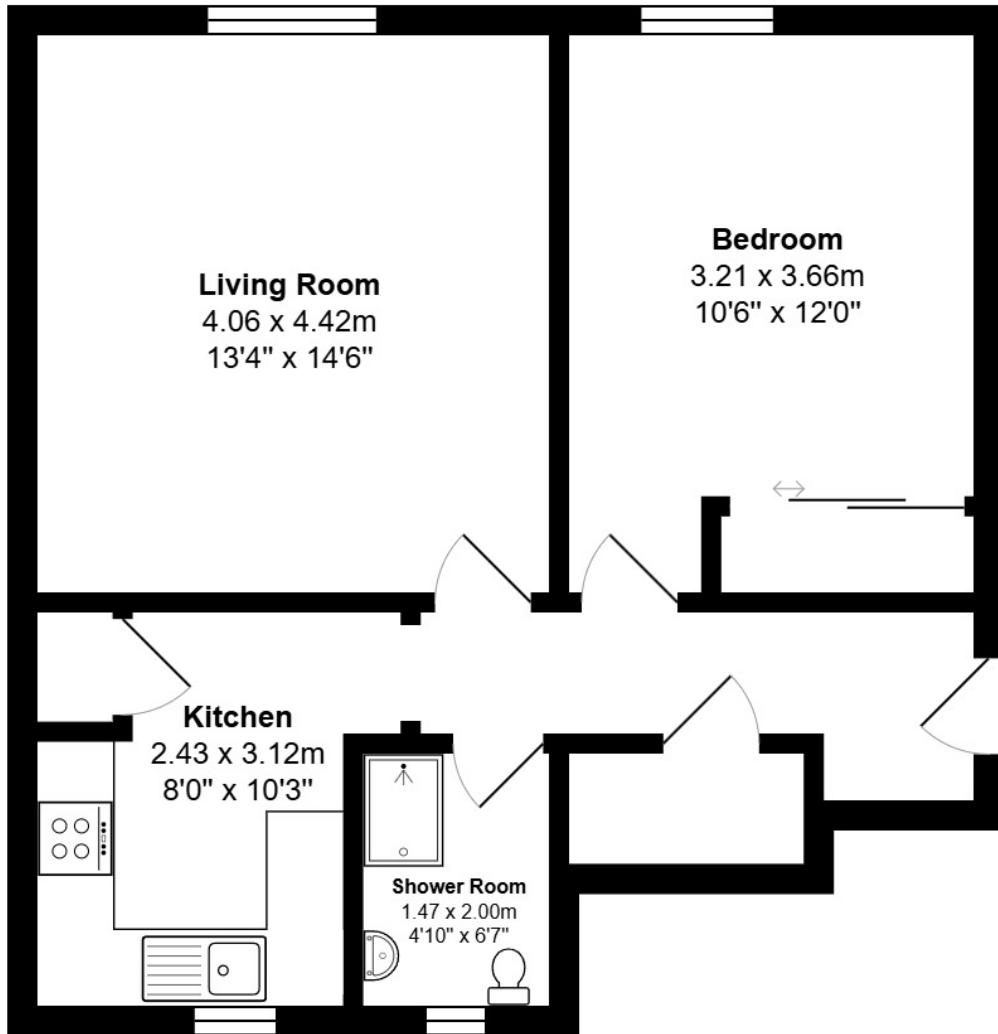 Living Room
4.06 x 4.42m
13'4" x 14'6"
Bedroom
3.21 x 3.66m
10'6" x 12'0"
Kitchen
2.43 x 3.12m
8'0" x 10'3"
Shower Room
1.47 x 2.00m
4'10" x 6'7"